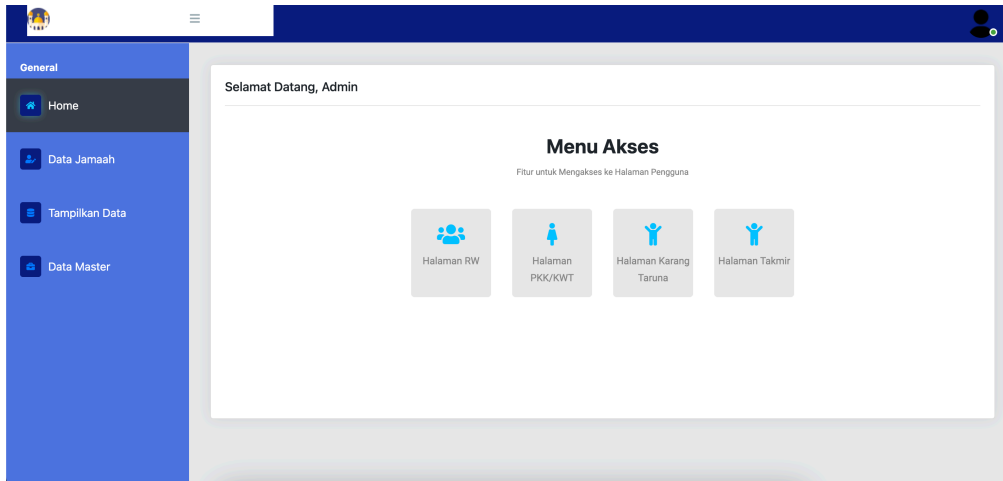 General
Home
Data Jamaah
Tampilkan Data
Data Master
Selamat Datang, Admin
Menu Akses
Fitur untuk Mengakses ke Halaman Pengguna
Halaman RW
Halaman
PKK/KWT
Halaman Karang
Taruna
Halaman Takmir